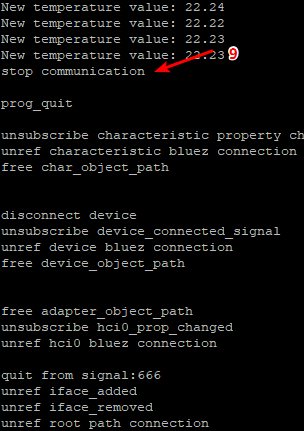 New temperature value: 22.24
New temperature value: 22.22
New temperature value: 22.23
New temperature value: 22.23 9
stop communication
prog_quit
unsubscribe characteristic property ch
unref characteristic bluez connection
free char_object_path
disconnect device
unsubscribe device_connected_signal
unref device bluez connection
free device_object_path
free adapter_object_path
unsubscribe hci0_prop_changed
unref hci0 bluez connection
quit from signal:666
unref iface_added
unref iface_removed
unref root path connection